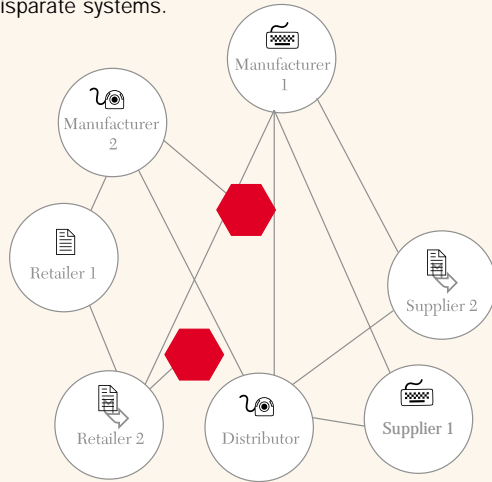 isparate systems.
Manufacturer
1
Manufacturer
2
Retailer 1
Supplier 2
Retailer 2
Distributor
Supplier 1